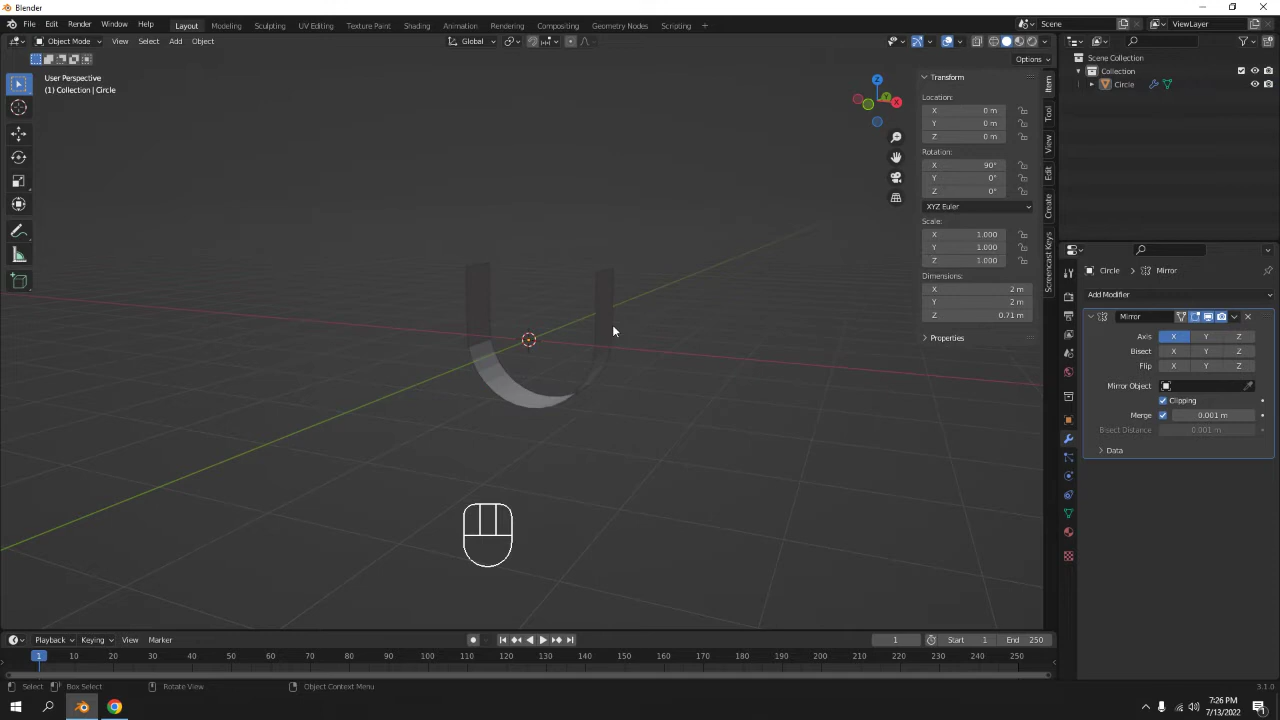 Blender
File Edit Render Window Help
Layout Modeling Sculpting UV Editing Texture Paint Shading Animation Rendering Compositing Geometry Nodes Scripting +
Scene ViewLayer
Object Mode View Select Add Object Global
Options
User Perspective
(1) Collection | Circle
Z
Y
X
Transform
Location:
X 0 m
Y 0 m
Z 0 m
Rotation:
X 90°
Y 0°
Z 0°
XYZ Euler
Scale:
X 1.000
Y 1.000
Z 1.000
Dimensions:
X 2 m
Y 2 m
Z 0.71 m
Properties
Item
Tool
View
Edit
Create
Screencast Keys
Scene Collection
Collection
Circle
Circle Mirror
Add Modifier
Mirror
Axis X Y Z
Bisect X Y Z
Flip X Y Z
Mirror Object
Clipping
Merge 0.001 m
Bisect Distance 0.001 m
Data
Playback Keying View Marker
1 Start 1 End 250
1 10 20 30 40 50 60 70 80 90 100 110 120 130 140 150 160 170 180 190 200 210 220 230 240 250
Select Box Select Rotate View Object Context Menu
3.1.0
7:26 PM
7/13/2022